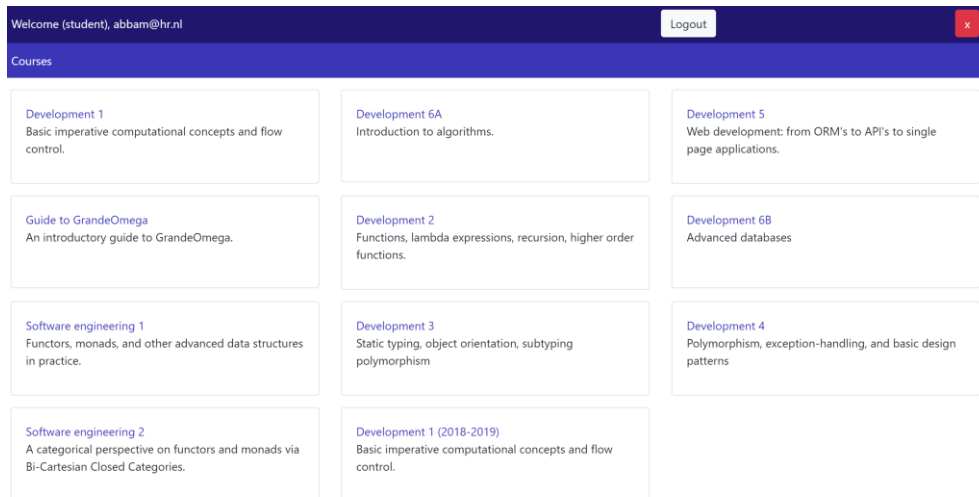 Welcome (student), abbam@hr.nl
Logout
x
Courses
Development 1
Basic imperative computational concepts and flow
control.
Development 6A
Introduction to algorithms.
Development 5
Web development: from ORM's to API's to single
page applications.
Guide to GrandeOmega
An introductory guide to GrandeOmega.
Development 2
Functions, lambda expressions, recursion, higher order
functions.
Development 6B
Advanced databases
Software engineering 1
Functors, monads, and other advanced data structures
in practice.
Development 3
Static typing, object orientation, subtyping
polymorphism
Development 4
Polymorphism, exception-handling, and basic design
patterns
Software engineering 2
A categorical perspective on functors and monads via
Bi-Cartesian Closed Categories.
Development 1 (2018-2019)
Basic imperative computational concepts and flow
control.